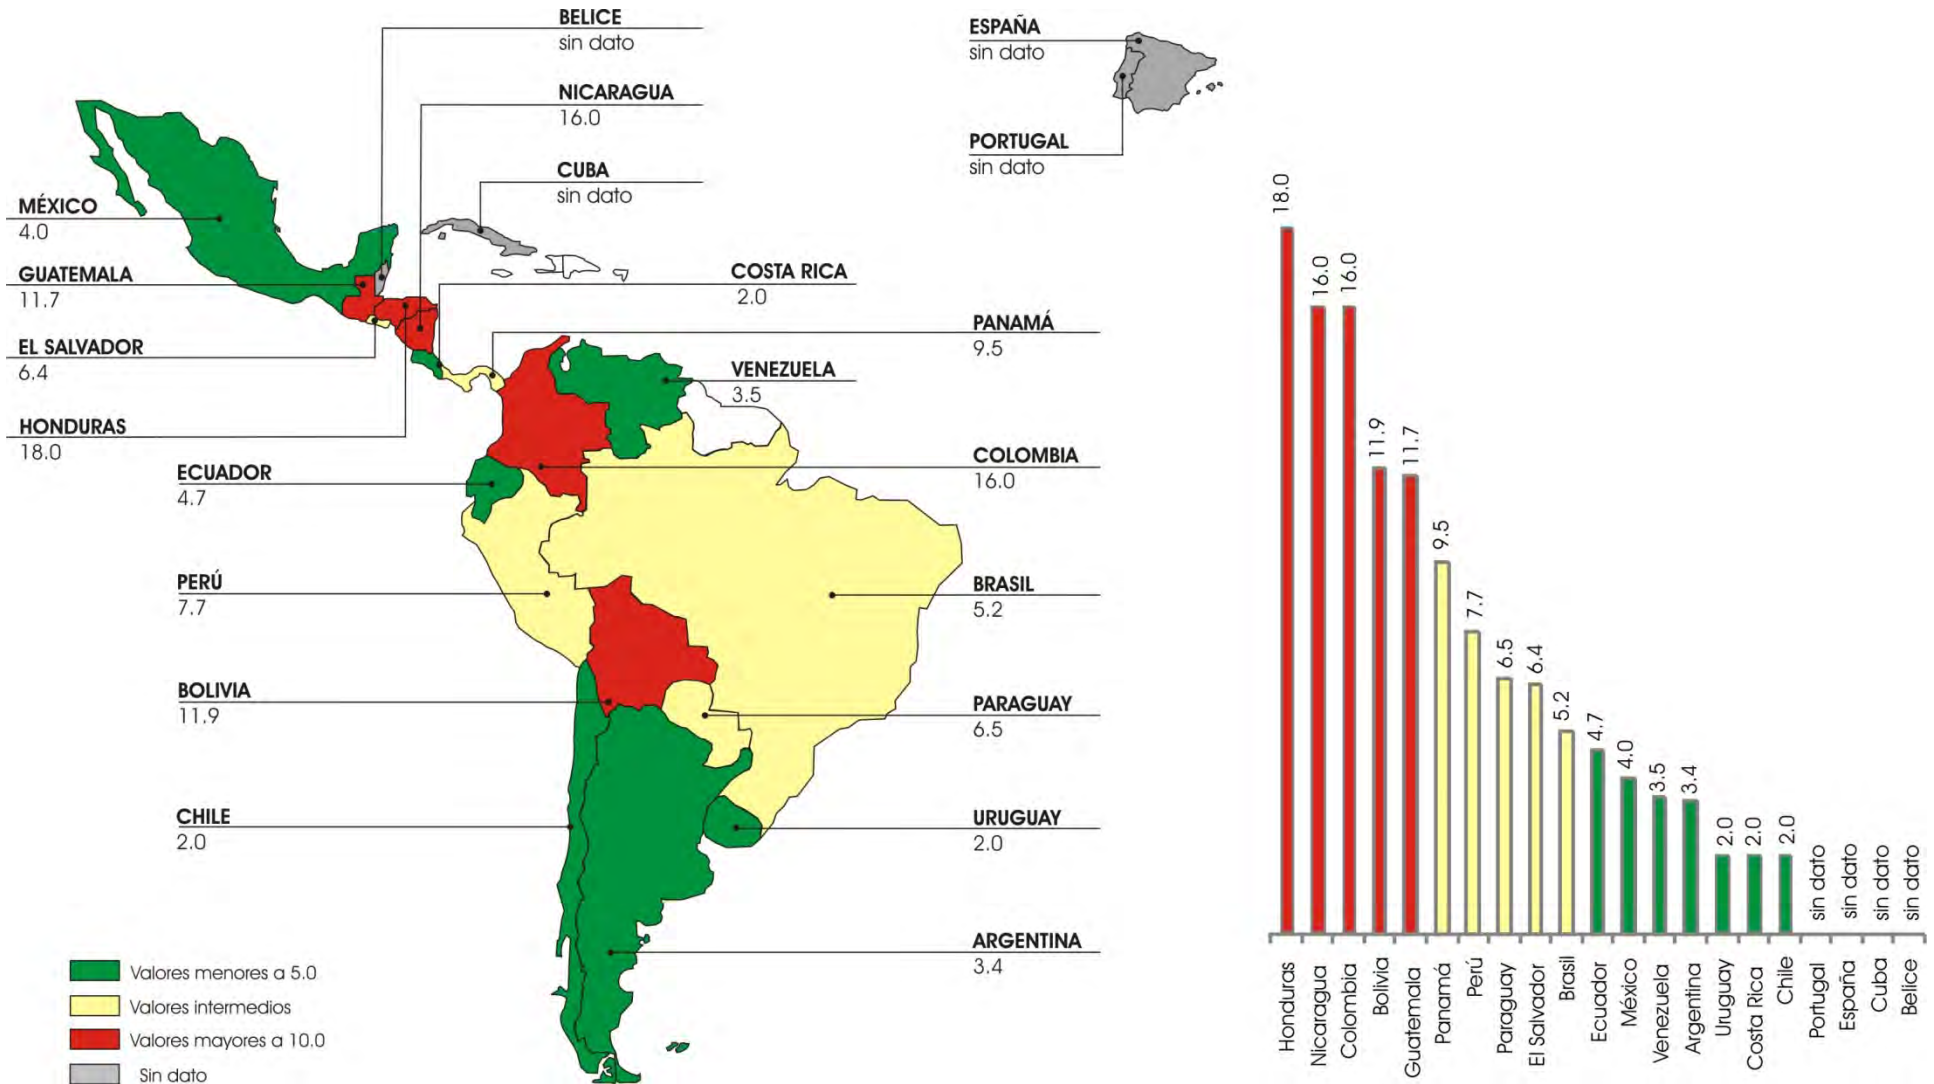 BELICE
sin dato
NICARAGUA
16.0
CUBA
sin dato
ESPAÑA
sin dato
PORTUGAL
sin dato
MÉXICO
4.0
GUATEMALA
11.7
EL SALVADOR
6.4
HONDURAS
18.0
COSTA RICA
2.0
PANAMÁ
9.5
VENEZUELA
3.5
COLOMBIA
16.0
ECUADOR
4.7
PERÚ
7.7
BRASIL
5.2
BOLIVIA
11.9
PARAGUAY
6.5
CHILE
2.0
URUGUAY
2.0
ARGENTINA
3.4
Valores menores a 5.0
Valores intermedios
Valores mayores a 10.0
Sin dato
18.0
16.0
16.0
11.9
11.7
9.5
7.7
6.5
6.4
5.2
4.7
4.0
3.5
3.4
2.0
2.0
2.0
sin dato
sin dato
sin dato
sin dato
Honduras
Nicaragua
Colombia
Bolivia
Guatemala
Panamá
Perú
Paraguay
El Salvador
Brasil
Ecuador
México
Venezuela
Argentina
Uruguay
Costa Rica
Chile
Portugal
España
Cuba
Belice